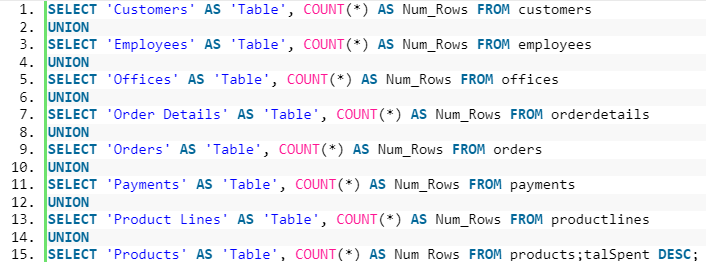 1. SELECT 'Customers' AS 'Table', COUNT(*) AS Num_Rows FROM customers
2. UNION
3. SELECT 'Employees' AS 'Table', COUNT(*) AS Num_Rows FROM employees
4. UNION
5. SELECT 'Offices' AS 'Table', COUNT(*) AS Num_Rows FROM offices
6. UNION
7. SELECT 'Order Details' AS 'Table', COUNT(*) AS Num_Rows FROM orderdetails
8. UNION
9. SELECT 'Orders' AS 'Table', COUNT(*) AS Num_Rows FROM orders
10. UNION
11. SELECT 'Payments' AS 'Table', COUNT(*) AS Num_Rows FROM payments
12. UNION
13. SELECT 'Product Lines' AS 'Table', COUNT(*) AS Num_Rows FROM productlines
14. UNION
15. SELECT 'Products' AS 'Table', COUNT(*) AS Num_Rows FROM products;talSpent DESC;